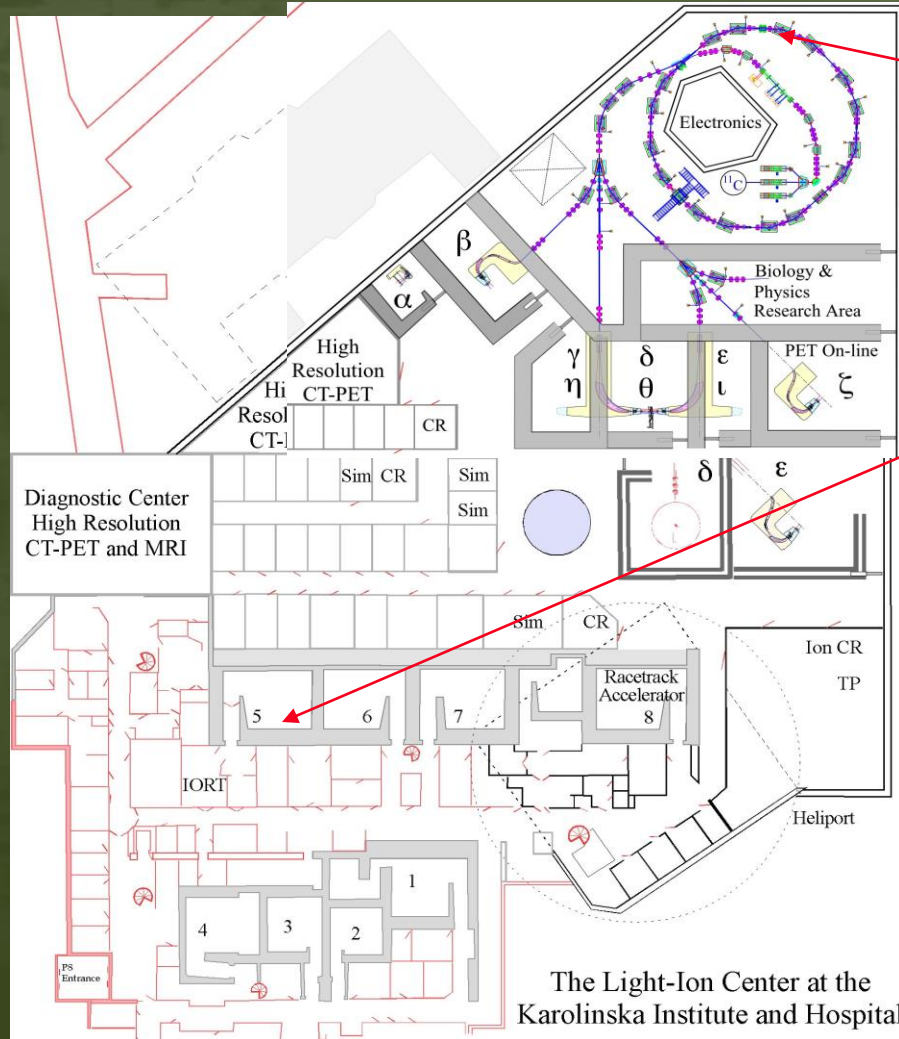 Electronics
¹¹C
β
α
Biology &
Physics
Research Area
High
Resolution
CT-PET
Hi
Resol
CT-I
CR
γ
η
δ
θ
ε
ι
PET On-line
ζ
Diagnostic Center
High Resolution
CT-PET and MRI
Sim
CR
Sim
Sim
δ
ε
Sim
CR
Ion CR
TP
Racetrack
Accelerator
5
6
7
8
IORT
Heliport
1
2
3
4
PS
Entrance
The Light-Ion Center at the
Karolinska Institute and Hospital